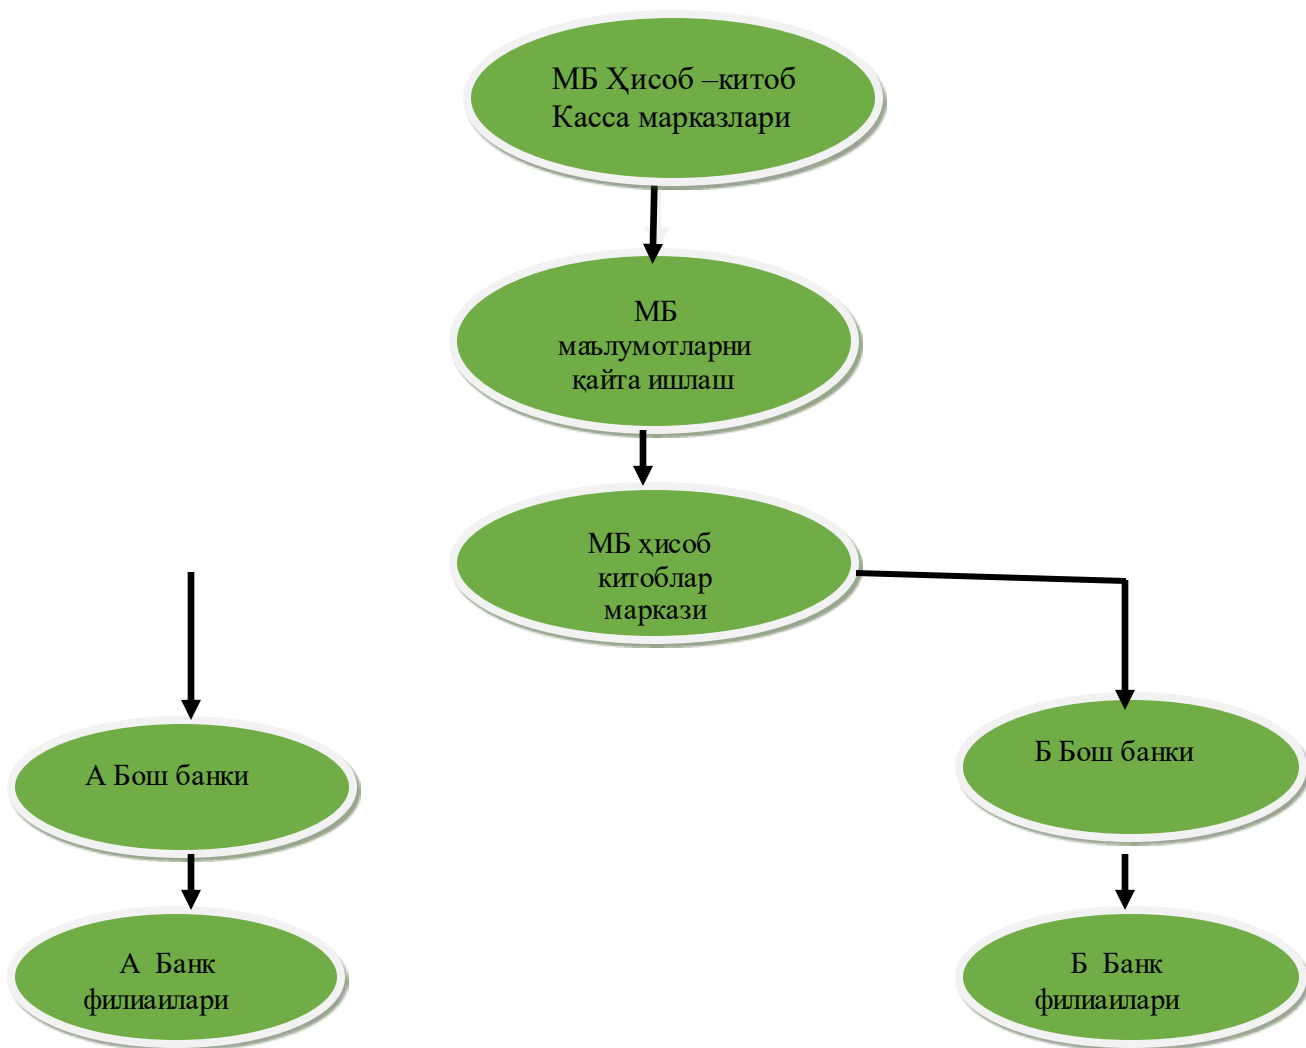 МБ Ҳисоб –китоб
Касса марказлари
МБ
маьлумотларни
қайта ишлаш
МБ ҳисоб
китоблар
маркази
А Бош банки
Б Бош банки
А Банк
филиаилари
Б Банк
филиаилари